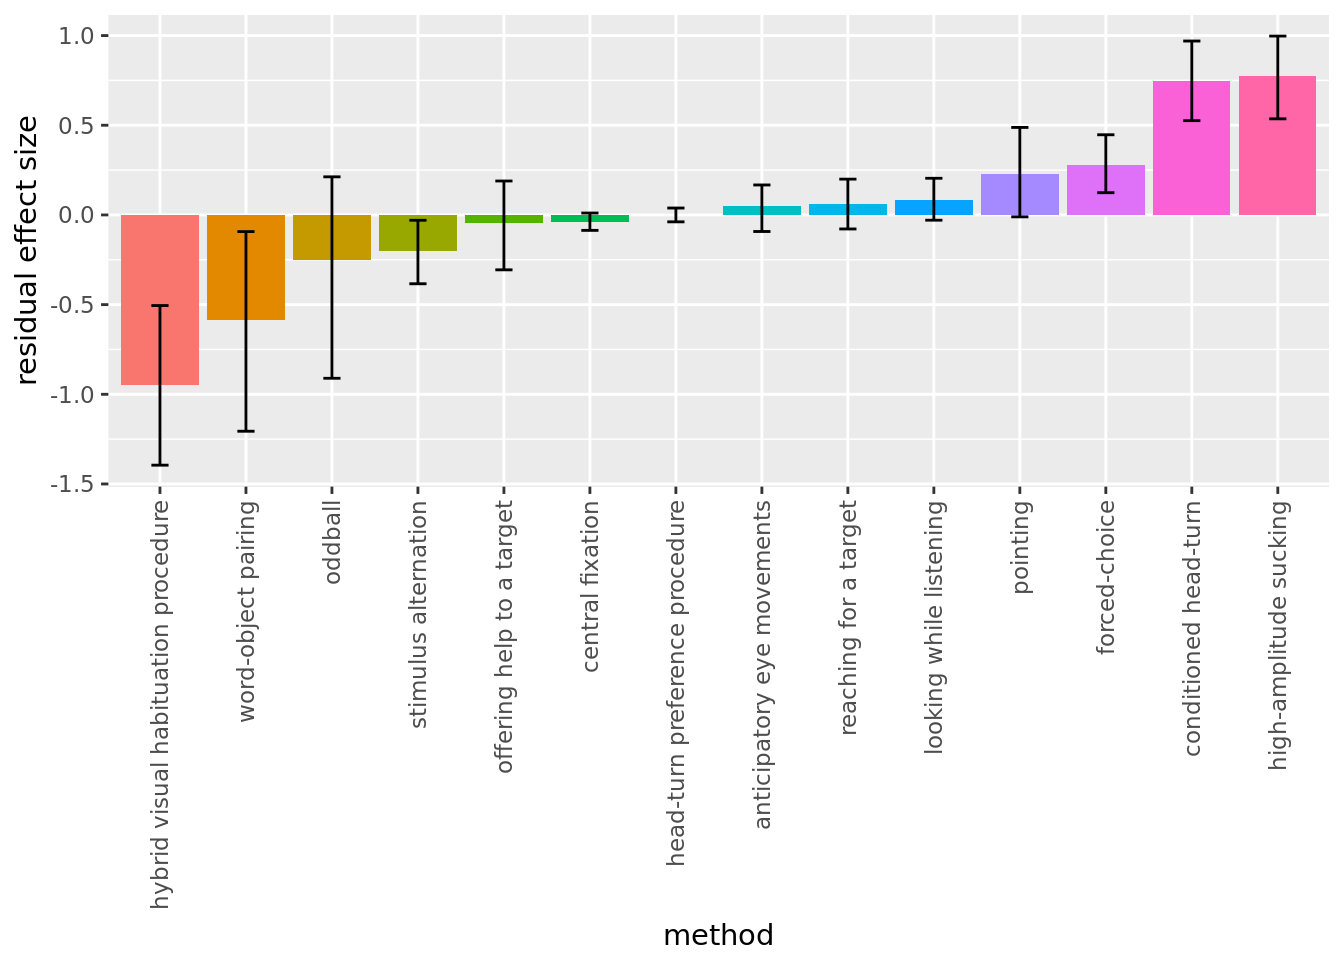 residual effect size
1.0
0.5
0.0
-0.5
-1.0
-1.5
hybrid visual habituation procedure
word-object pairing
oddball
stimulus alternation
offering help to a target
central fixation
head-turn preference procedure
anticipatory eye movements
reaching for a target
looking while listening
pointing
forced-choice
conditioned head-turn
high-amplitude sucking
method